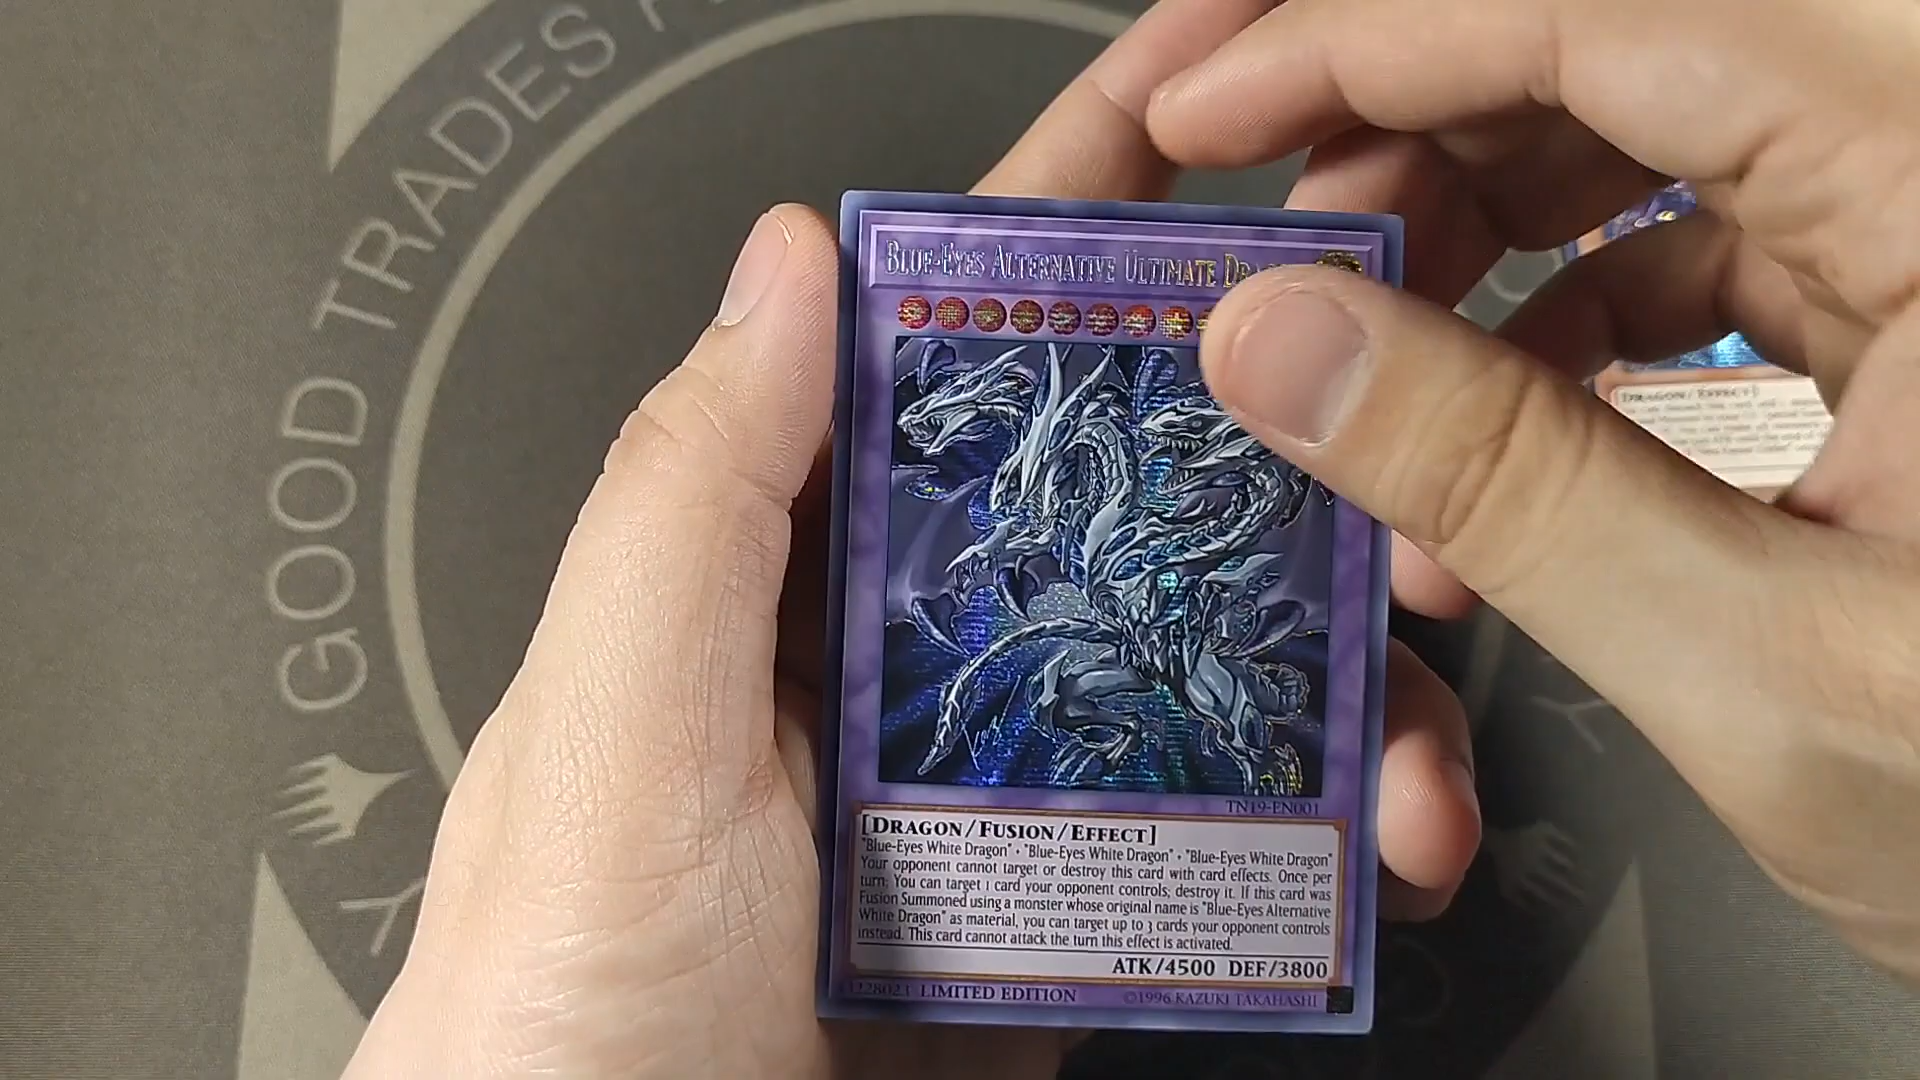 GOOD TRADES
BLUE-EYES ALTERNATIVE ULTIMATE
TN19-EN001
[DRAGON/FUSION/EFFECT]
"Blue-Eyes White Dragon" · "Blue-Eyes White Dragon" · "Blue-Eyes White Dragon"
Your opponent cannot target or destroy this card with card effects. Once per
turn: You can target 1 card your opponent controls; destroy it. If this card was
Fusion Summoned using a monster whose original name is "Blue-Eyes Alternative
White Dragon" as material, you can target up to 3 cards your opponent controls
instead. This card cannot attack the turn this effect is activated.
ATK/4500 DEF/3800
LIMITED EDITION
©1996 KAZUKI TAKAHASHI
[DRAGON/EFFECT]